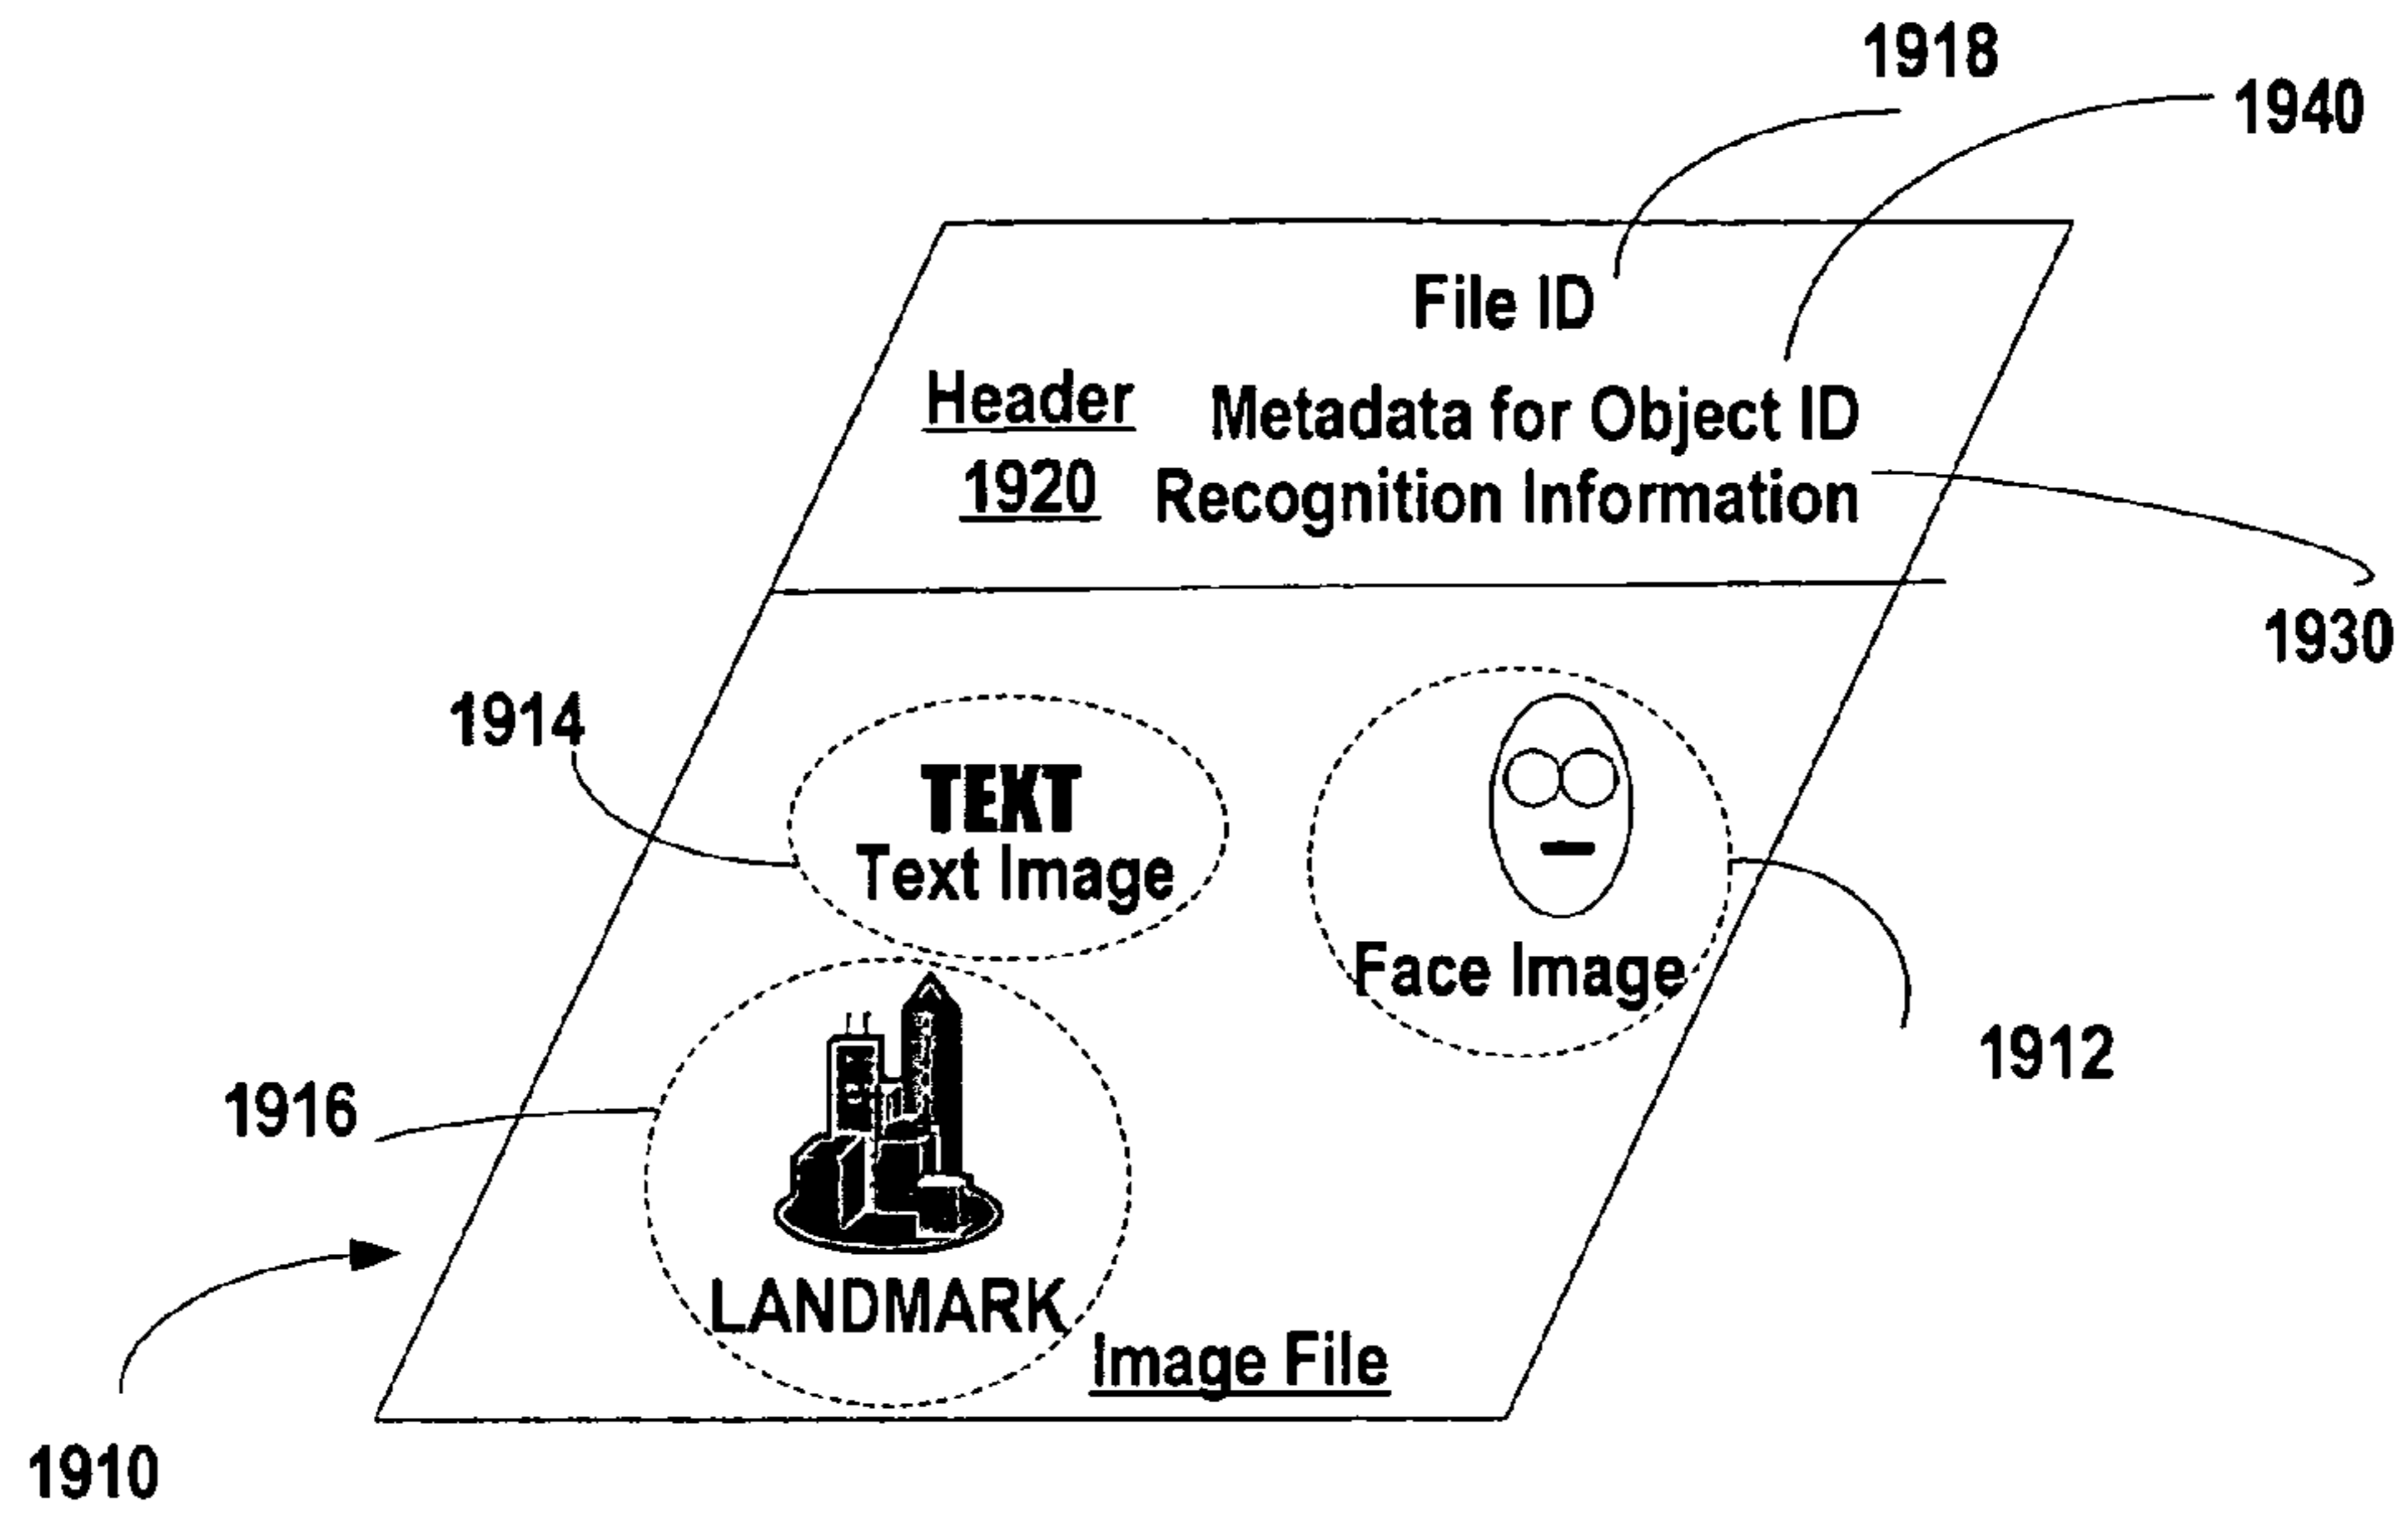 1918
1940
File ID
Header
Metadata for Object ID
1920
Recognition Information
1930
1914
TEXT
Text Image
Face Image
1912
1916
LANDMARK
Image File
1910